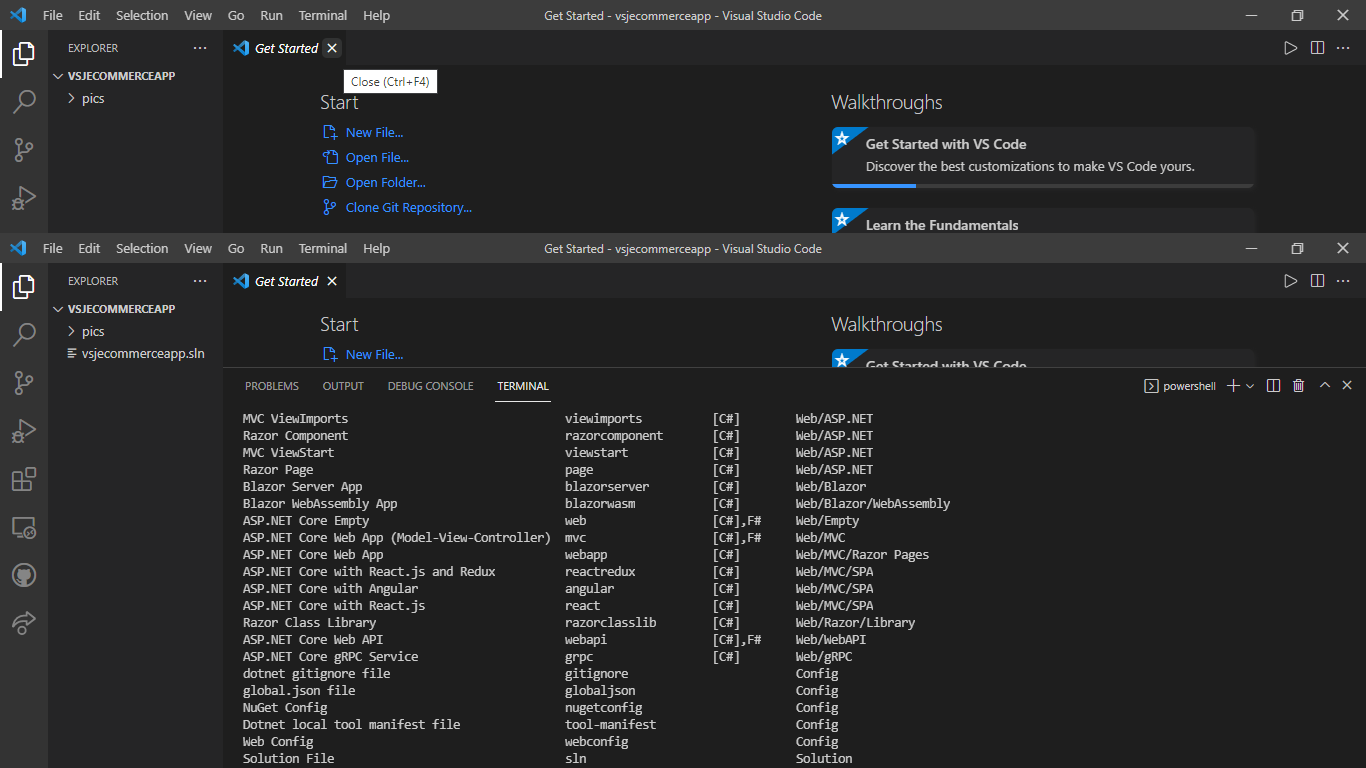 File Edit Selection View Go Run Terminal Help Get Started - vsjecommerceapp - Visual Studio Code
EXPLORER
Get Started
Close (Ctrl+F4)
VSJECOMMERCEAPP
pics
Start
New File...
Open File...
Open Folder...
Clone Git Repository...
Walkthroughs
Get Started with VS Code
Discover the best customizations to make VS Code yours.
Learn the Fundamentals
File Edit Selection View Go Run Terminal Help Get Started - vsjecommerceapp - Visual Studio Code
EXPLORER
Get Started
VSJECOMMERCEAPP
pics
vsjecommerceapp.sln
Start
New File...
Walkthroughs
Get Started with VS Code
PROBLEMS OUTPUT DEBUG CONSOLE TERMINAL powershell
MVC ViewImports viewimports [C#] Web/ASP.NET
Razor Component razorcomponent [C#] Web/ASP.NET
MVC ViewStart viewstart [C#] Web/ASP.NET
Razor Page page [C#] Web/ASP.NET
Blazor Server App blazorserver [C#] Web/Blazor
Blazor WebAssembly App blazorwasm [C#] Web/Blazor/WebAssembly
ASP.NET Core Empty web [C#],F# Web/Empty
ASP.NET Core Web App (Model-View-Controller) mvc [C#],F# Web/MVC
ASP.NET Core Web App webapp [C#] Web/MVC/Razor Pages
ASP.NET Core with React.js and Redux reactredux [C#] Web/MVC/SPA
ASP.NET Core with Angular angular [C#] Web/MVC/SPA
ASP.NET Core with React.js react [C#] Web/MVC/SPA
Razor Class Library razorclasslib [C#] Web/Razor/Library
ASP.NET Core Web API webapi [C#],F# Web/WebAPI
ASP.NET Core gRPC Service grpc [C#] Web/gRPC
dotnet gitignore file gitignore Config
global.json file globaljson Config
NuGet Config nugetconfig Config
Dotnet local tool manifest file tool-manifest Config
Web Config webconfig Config
Solution File sln Solution